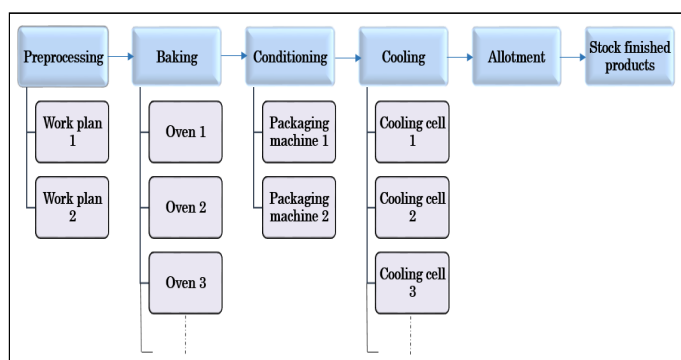 Preprocessing
Baking
Conditioning
Cooling
Allotment
Stock finished
products
Work plan
1
Oven 1
Packaging
machine 1
Cooling cell
1
Work plan
2
Oven 2
Packaging
machine 2
Cooling cell
2
Oven 3
Cooling cell
3